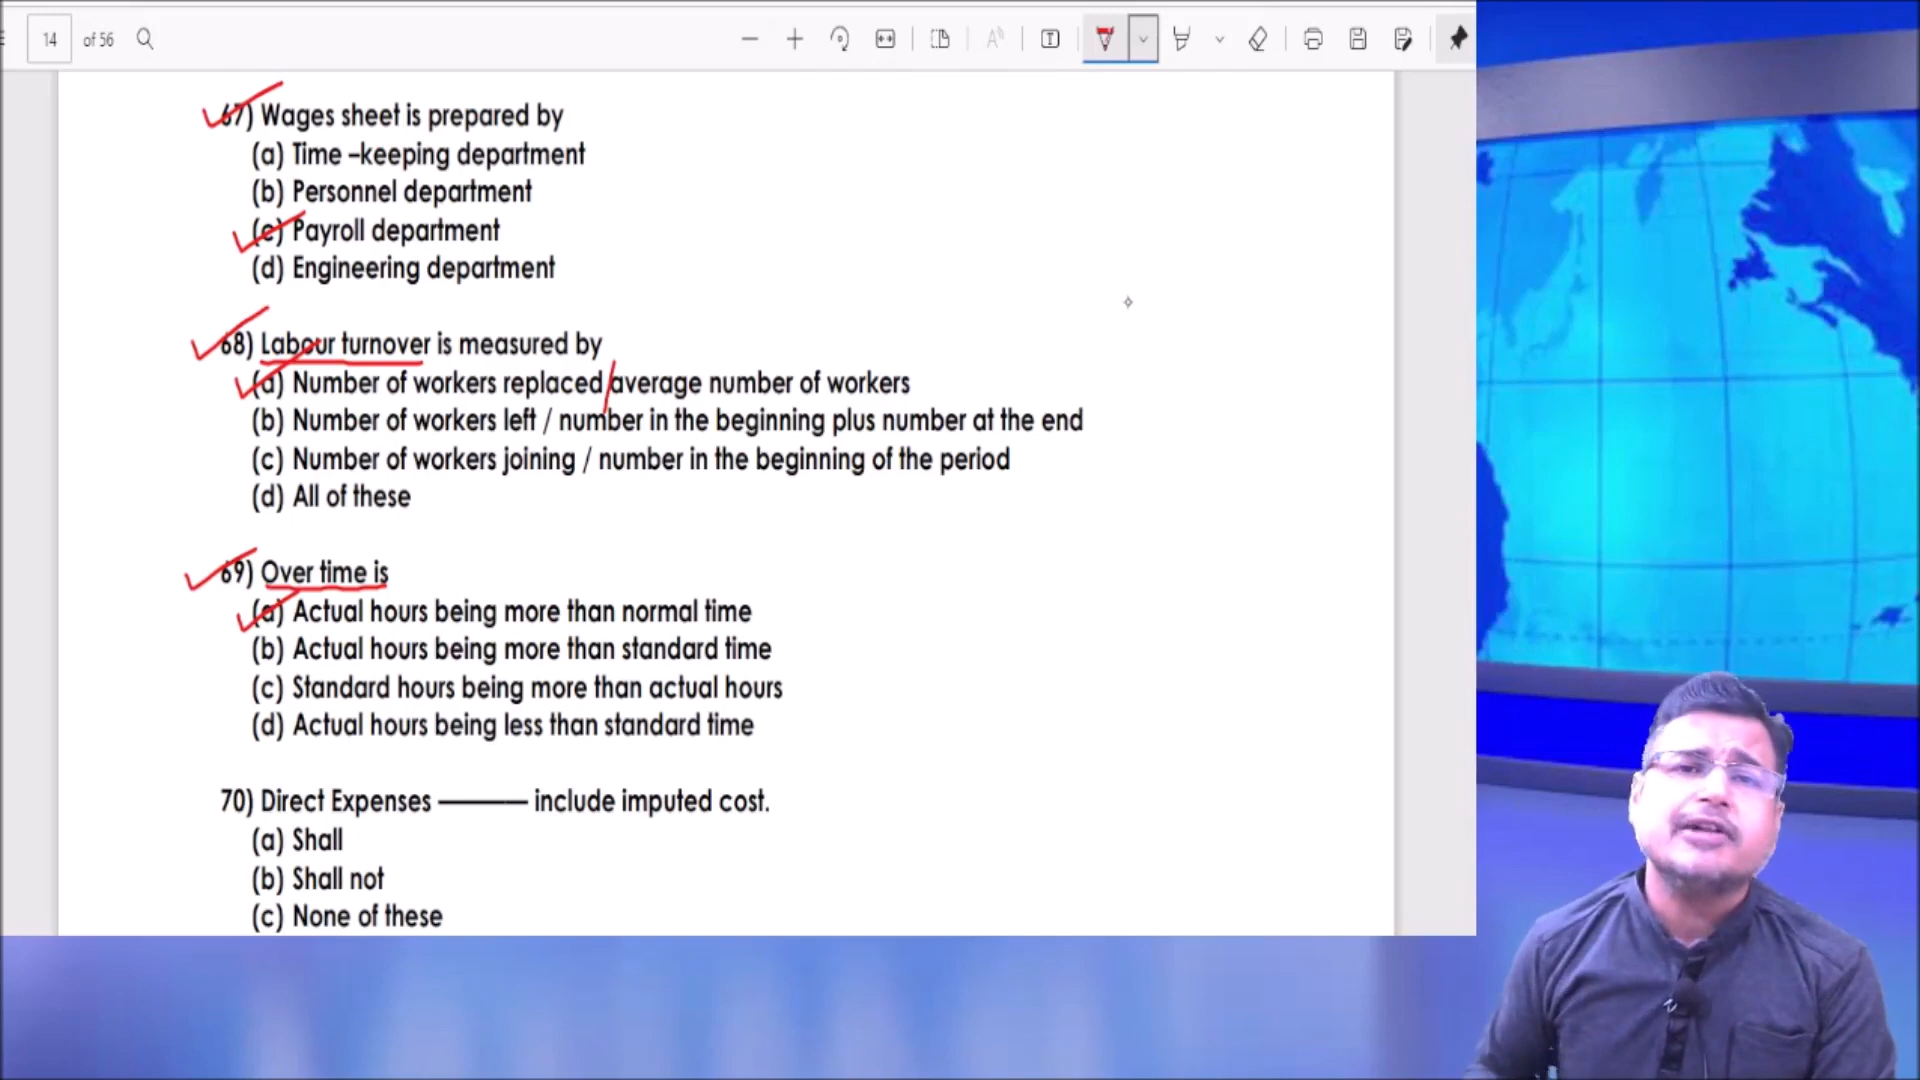 14 of 56
67) Wages sheet is prepared by
(a) Time –keeping department
(b) Personnel department
(c) Payroll department
(d) Engineering department
68) Labour turnover is measured by
(a) Number of workers replaced/average number of workers
(b) Number of workers left / number in the beginning plus number at the end
(c) Number of workers joining / number in the beginning of the period
(d) All of these
69) Over time is
(a) Actual hours being more than normal time
(b) Actual hours being more than standard time
(c) Standard hours being more than actual hours
(d) Actual hours being less than standard time
70) Direct Expenses ———— include imputed cost.
(a) Shall
(b) Shall not
(c) None of these